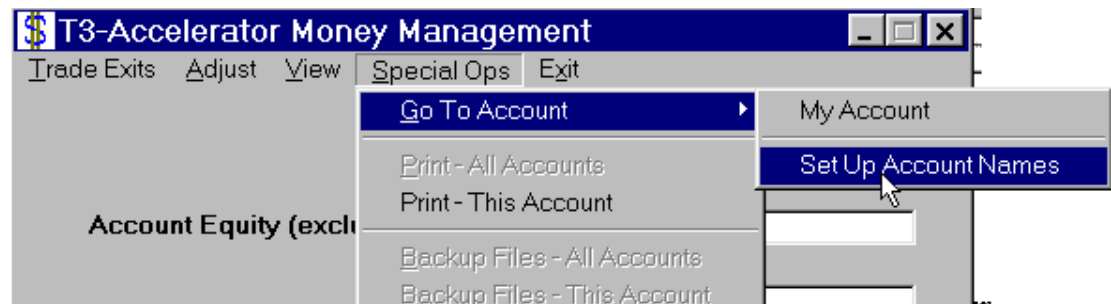 T3-Accelerator Money Management
Trade Exits Adjust View Special Ops Exit
Go To Account
My Account
Set Up Account Names
Print - All Accounts
Print - This Account
Account Equity (exclu
Backup Files - All Accounts
Backup Files - This Account